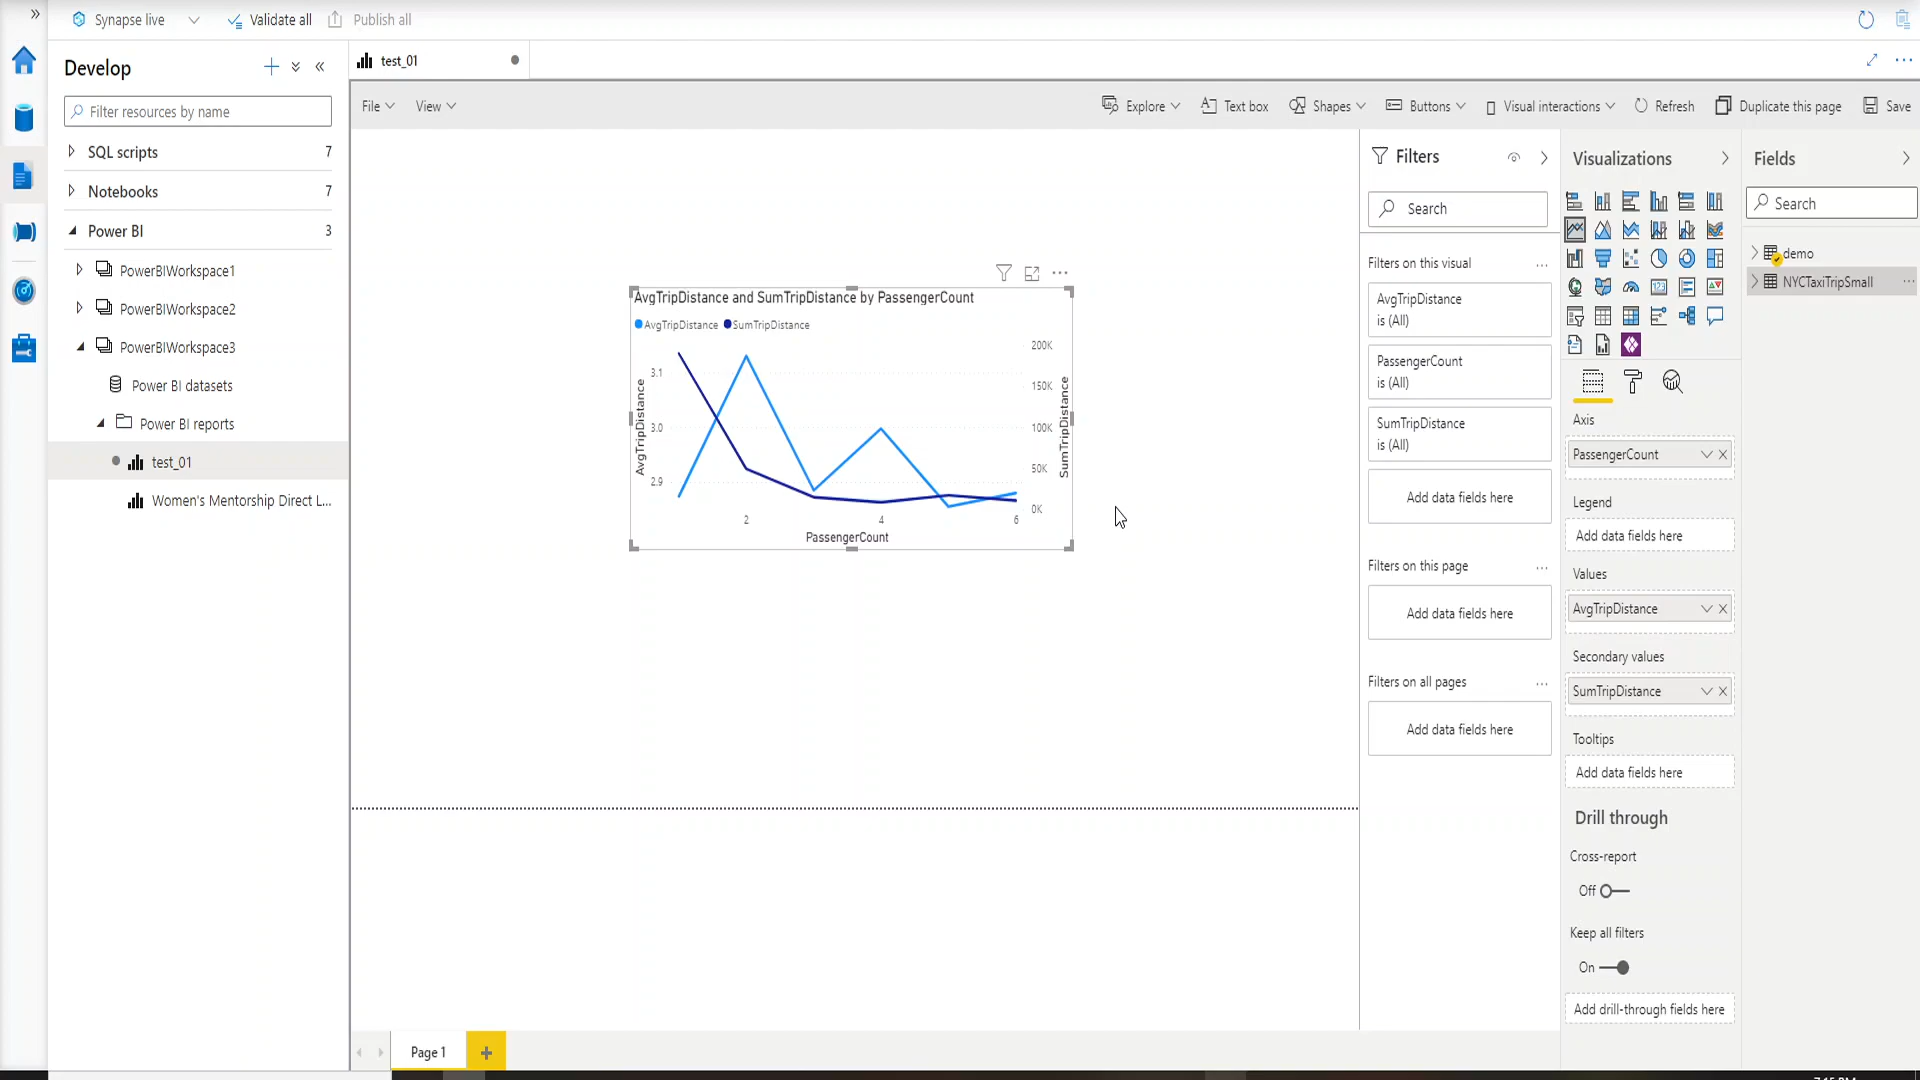 Synapse live
Validate all
Publish all
Develop
Filter resources by name
SQL scripts 7
Notebooks 7
Power BI 3
PowerBIWorkspace1
PowerBIWorkspace2
PowerBIWorkspace3
Power BI datasets
Power BI reports
test_01
Women's Mentorship Direct L...
test_01
File
View
Explore
Text box
Shapes
Buttons
Visual interactions
Refresh
Duplicate this page
Save
AvgTripDistance and SumTripDistance by PassengerCount
AvgTripDistance SumTripDistance
3.1
3.0
2.9
AvgTripDistance
200K
150K
100K
50K
0K
SumTripDistance
2 4 6
PassengerCount
Page 1
Filters
Search
Filters on this visual
AvgTripDistance
is (All)
PassengerCount
is (All)
SumTripDistance
is (All)
Add data fields here
Filters on this page
Add data fields here
Filters on all pages
Add data fields here
Visualizations
Axis
PassengerCount
Legend
Add data fields here
Values
AvgTripDistance
Secondary values
SumTripDistance
Tooltips
Add data fields here
Drill through
Cross-report
Off
Keep all filters
On
Add drill-through fields here
Fields
Search
demo
NYCTaxiTripSmall